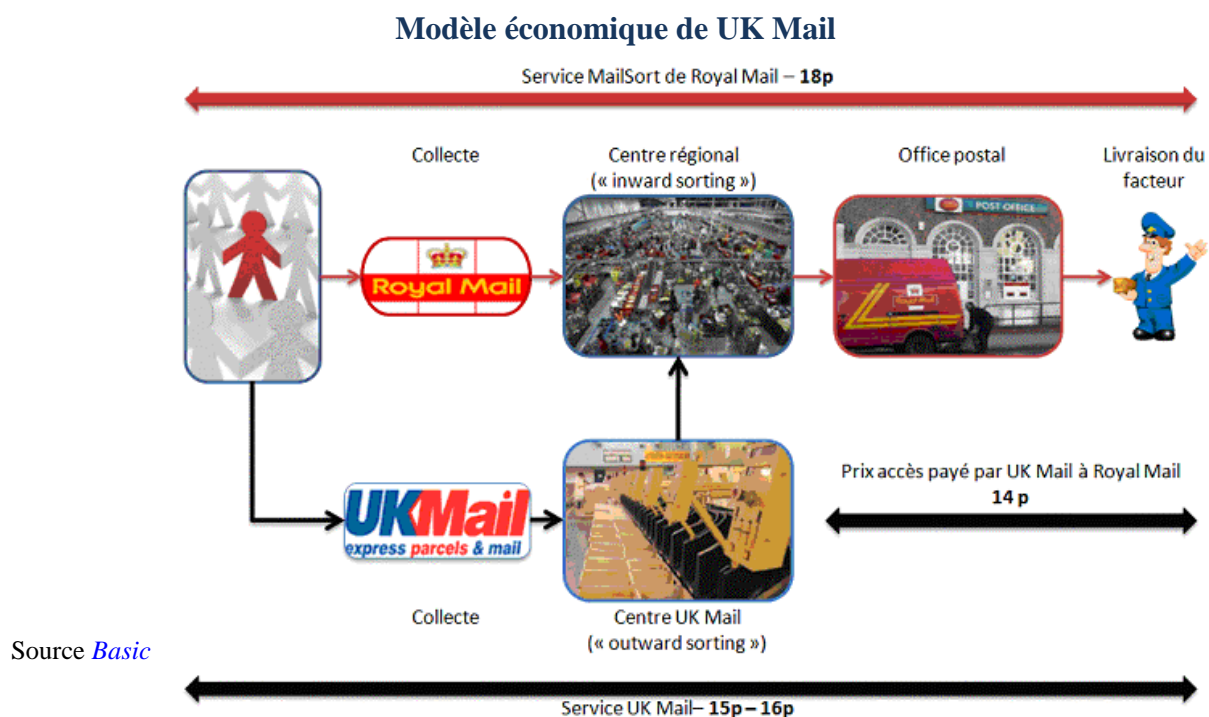 Modèle économique de UK Mail
Service MailSort de Royal Mail – 18p
Collecte
Centre régional
(« inward sorting »)
Office postal
Livraison du
facteur
POST OFFICE
Royal Mail
Royal Mail
Prix accès payé par UK Mail à Royal Mail
14 p
UKMail
express parcels & mail
Collecte
Centre UK Mail
(« outward sorting »)
Source Basic
Service UK Mail– 15p – 16p